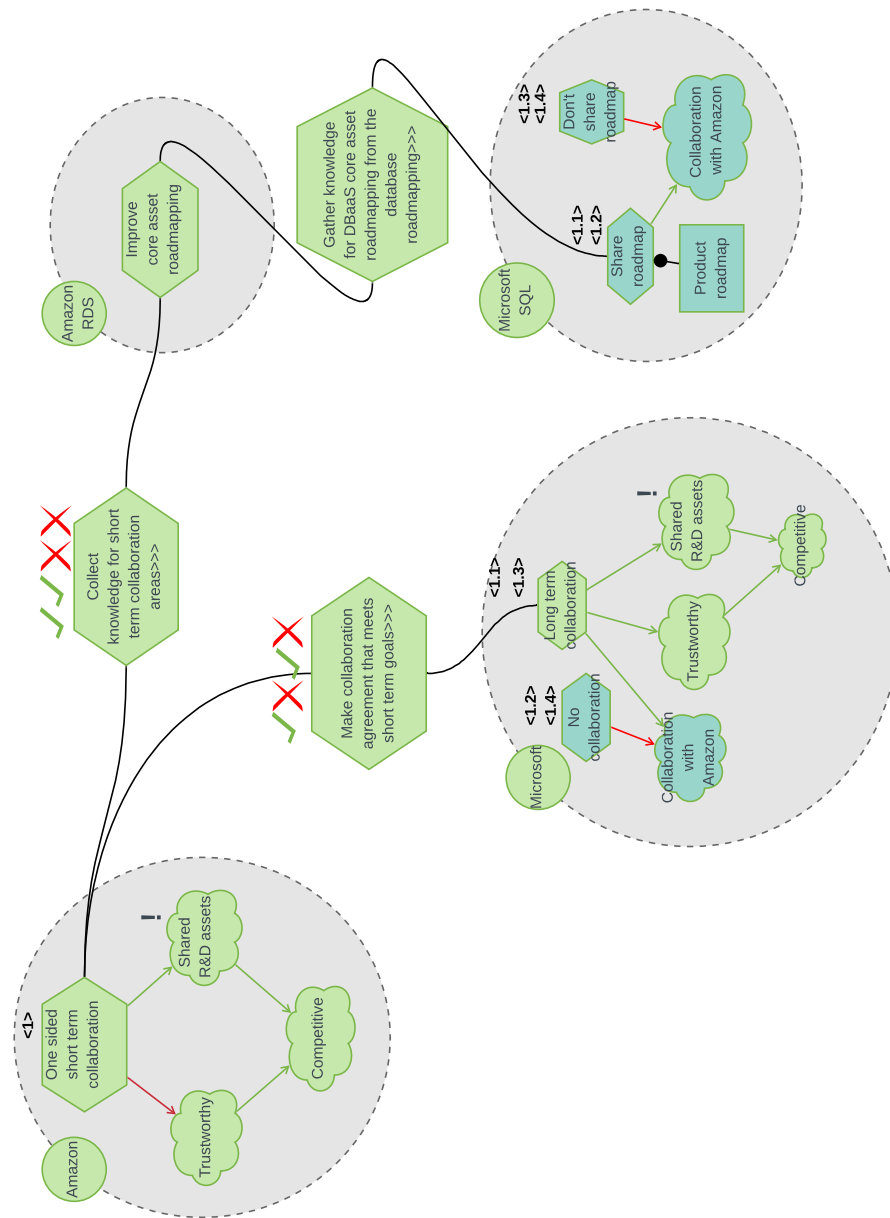 Amazon
<1>
One sided
short term
collaboration
Trustworthy
!
Shared
R&D assets
Competitive
Collect
knowledge for short
term collaboration
areas>>>
Make collaboration
agreement that meets
short term goals>>>
Amazon
RDS
Improve
core asset
roadmapping
Gather knowledge
for DBaaS core asset
roadmapping from the
database
roadmapping>>>
Microsoft
<1.2>
<1.4>
No
collaboration
<1.1>
<1.3>
Long term
collaboration
Collaboration
with
Amazon
Trustworthy
!
Shared
R&D assets
Competitive
Microsoft
SQL
<1.1>
<1.2>
Share
roadmap
<1.3>
<1.4>
Don't
share
roadmap
Product
roadmap
Collaboration
with Amazon